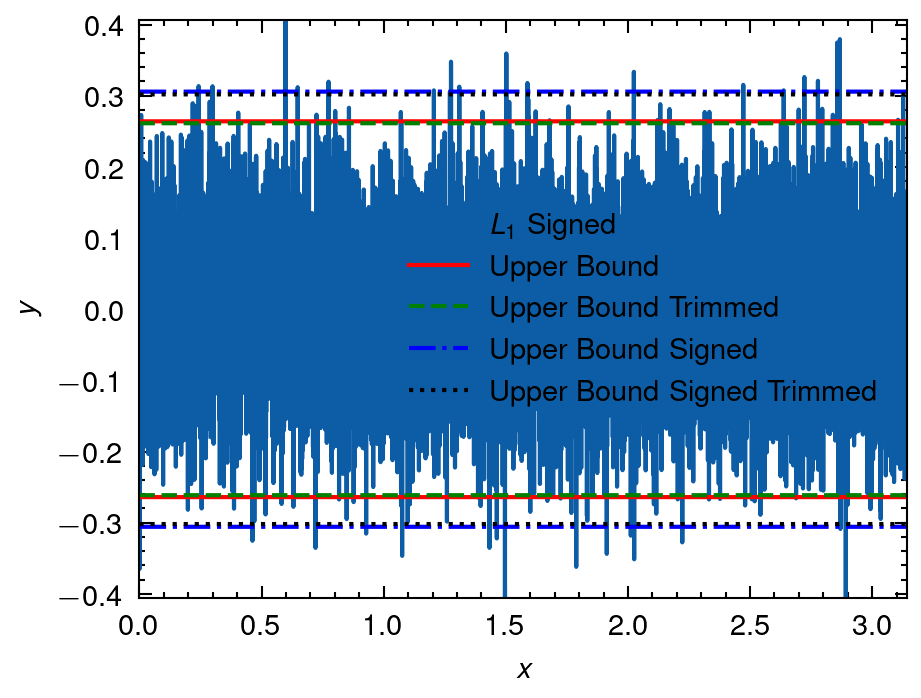 0.4
0.3
0.2
0.1
0.0
−0.1
−0.2
−0.3
−0.4
y
L1 Signed
Upper Bound
Upper Bound Trimmed
Upper Bound Signed
Upper Bound Signed Trimmed
0.0 0.5 1.0 1.5 2.0 2.5 3.0
x